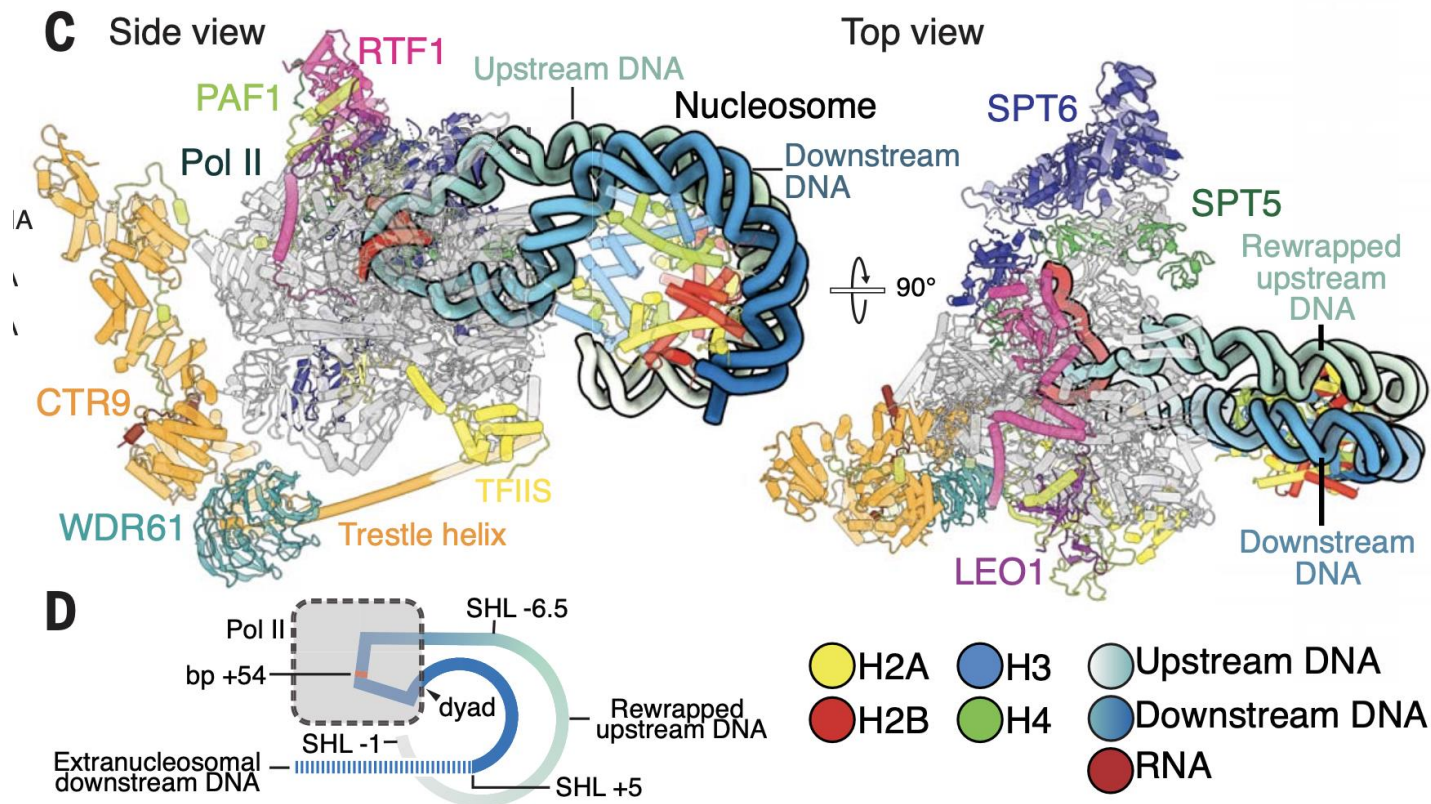 C Side view
Top view
RTF1
PAF1
Upstream DNA
Nucleosome
Pol II
Downstream
DNA
SPT6
SPT5
Rewrapped
upstream
DNA
90°
CTR9
TFIIS
WDR61
Trestle helix
LEO1
Downstream
DNA
D
SHL -6.5
Pol II
bp +54
dyad
Rewrapped
upstream DNA
SHL -1
Extranucleosomal
downstream DNA
SHL +5
H2A
H3
Upstream DNA
H2B
H4
Downstream DNA
RNA